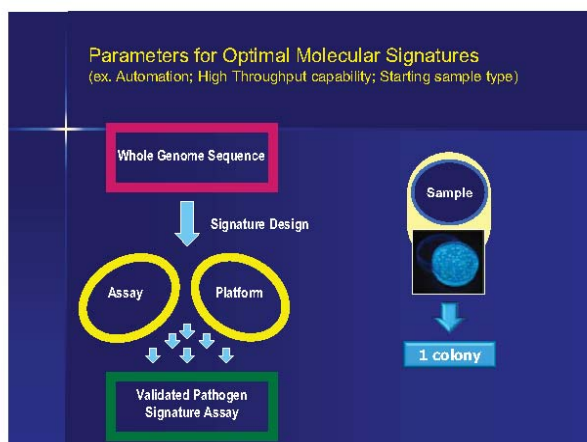 Parameters for Optimal Molecular Signatures
(ex. Automation; High Throughput capability; Starting sample type)
Whole Genome Sequence
Signature Design
Assay
Platform
Validated Pathogen
Signature Assay
Sample
1 colony